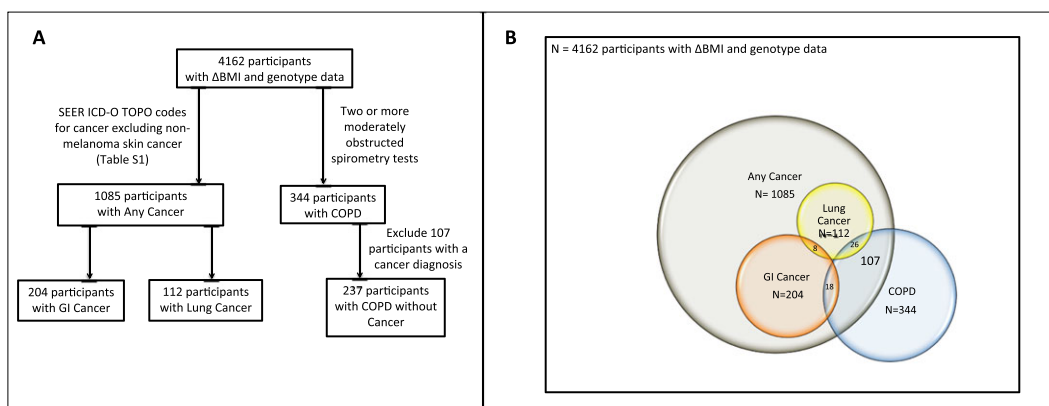 A
4162 participants
with ΔBMI and genotype data
SEER ICD-O TOPO codes
for cancer excluding non-
melanoma skin cancer
(Table S1)
Two or more
moderately
obstructed
spirometry tests
1085 participants
with Any Cancer
344 participants
with COPD
Exclude 107
participants with a
cancer diagnosis
204 participants
with GI Cancer
112 participants
with Lung Cancer
237 participants
with COPD without
Cancer
B
N = 4162 participants with ΔBMI and genotype data
Any Cancer
N= 1085
Lung
Cancer
N=112
8
26
107
GI Cancer
N=204
18
COPD
N=344